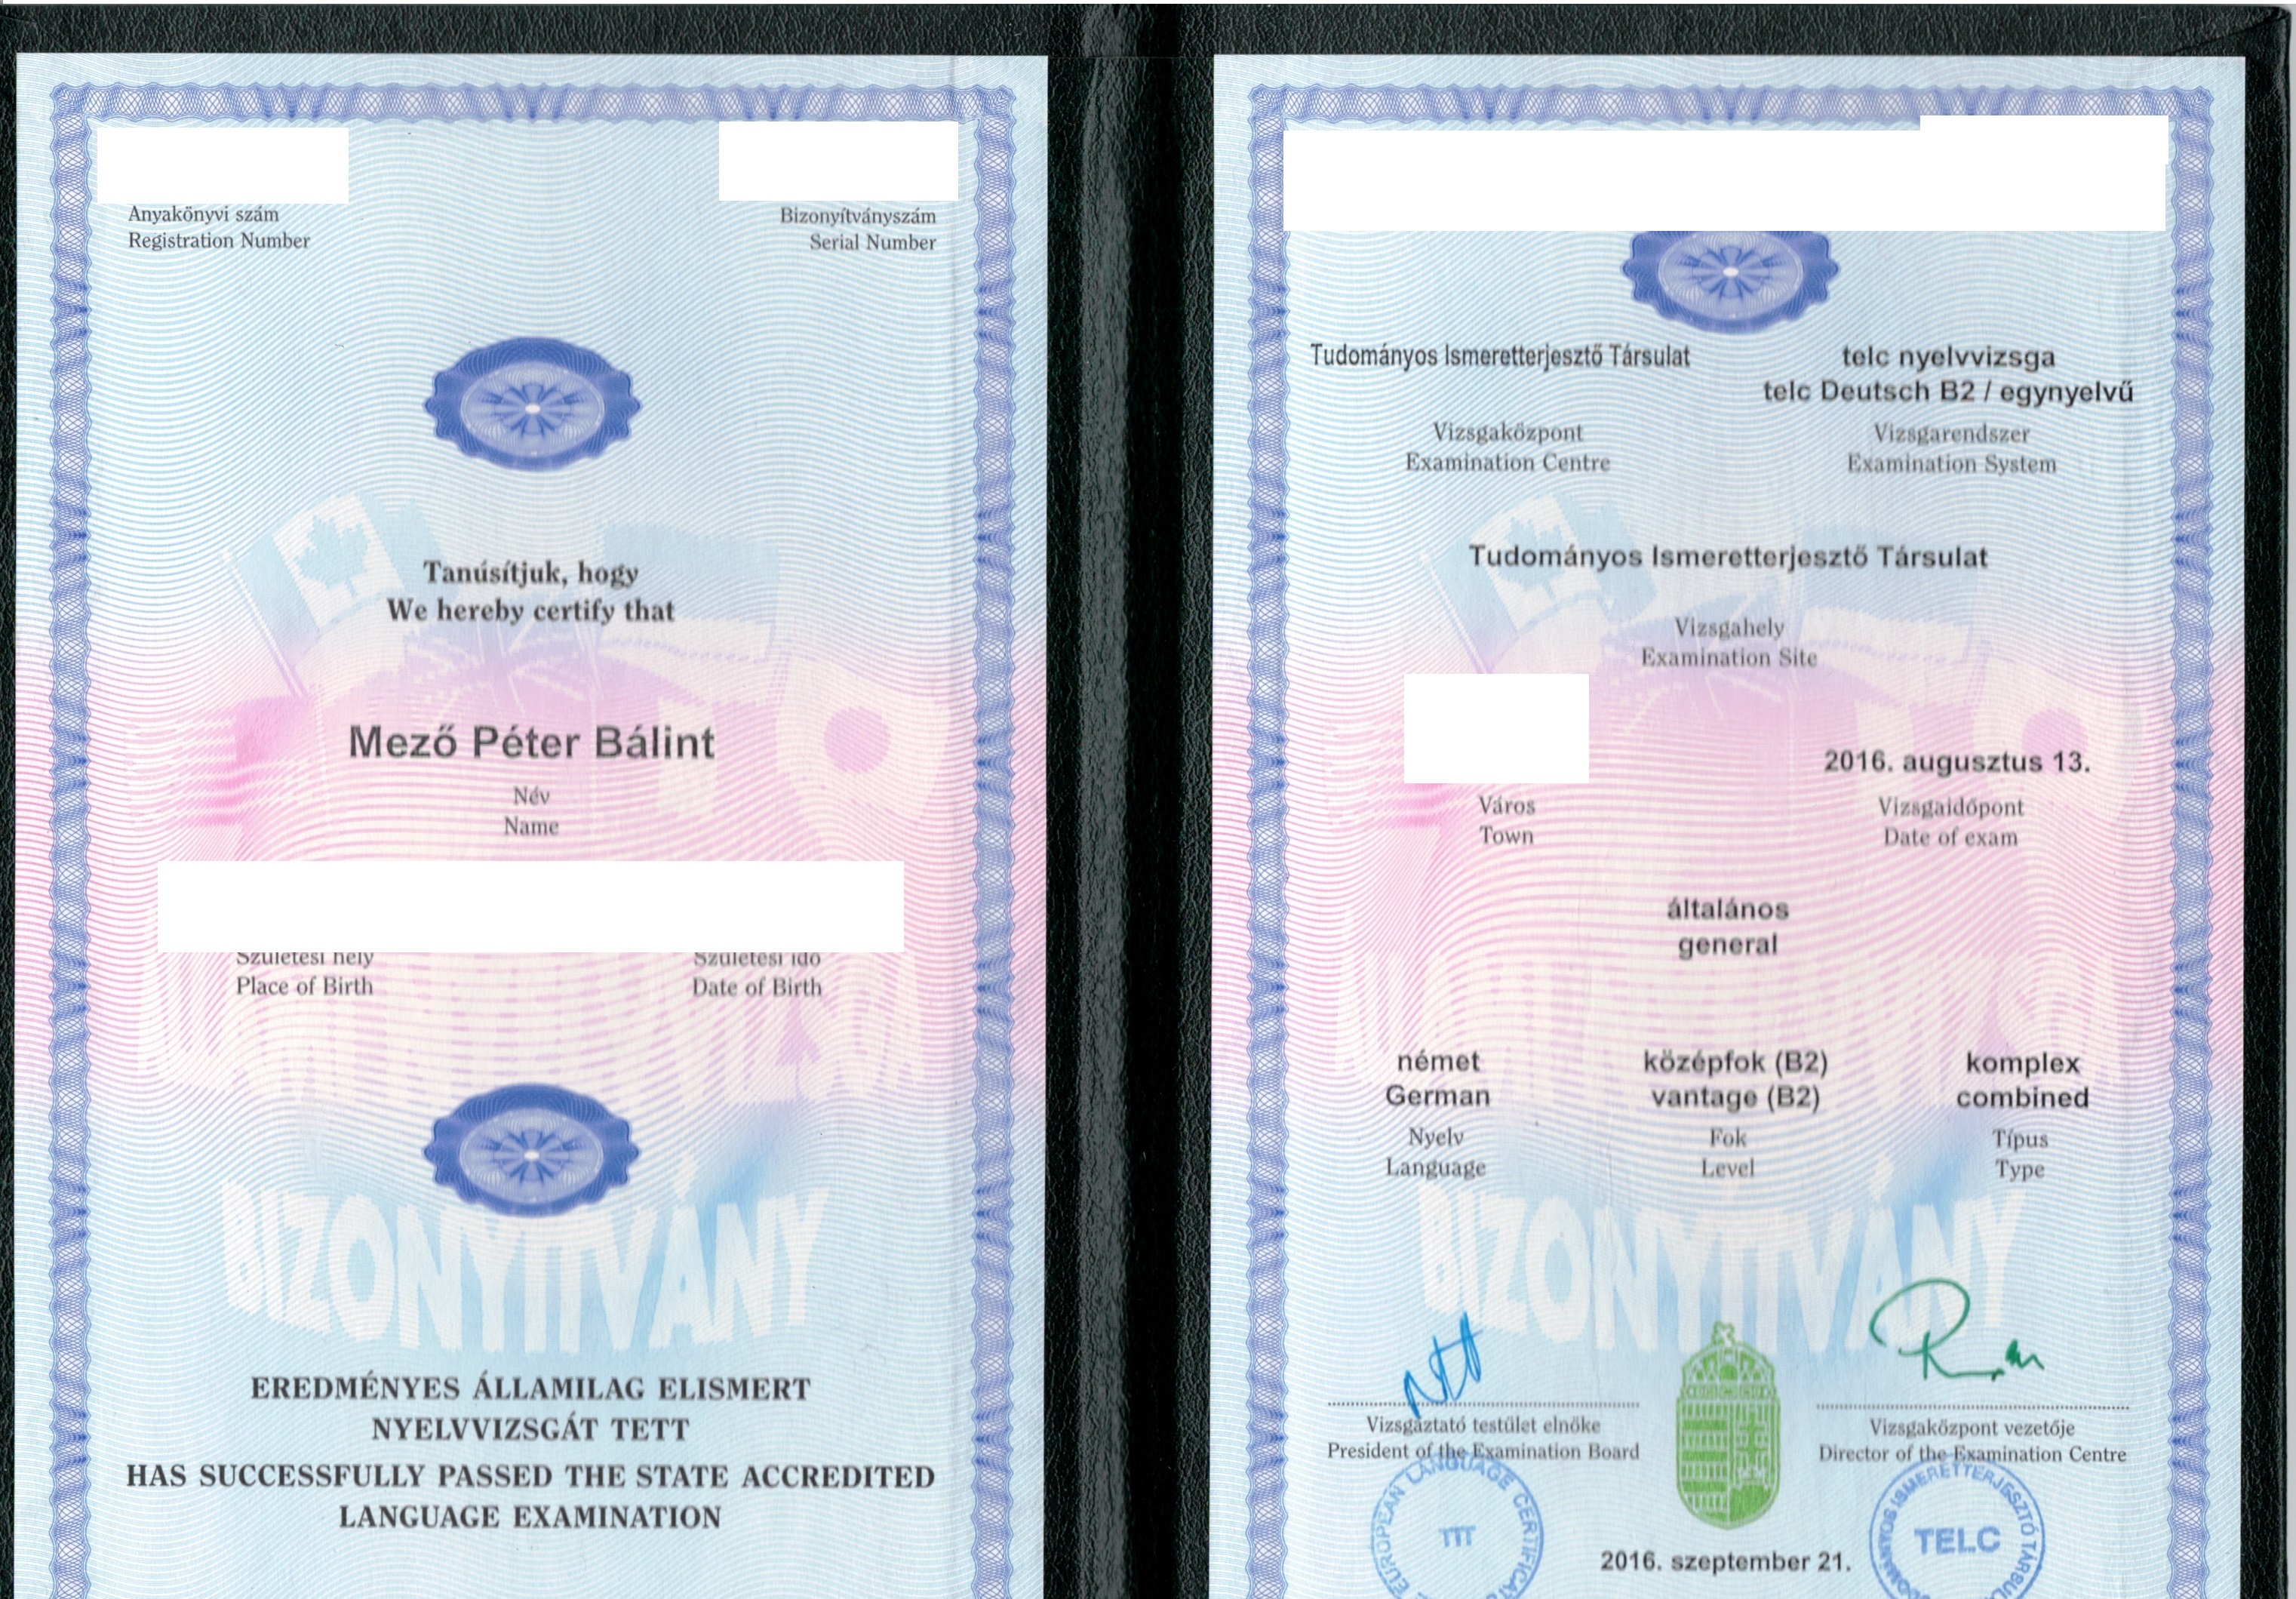 Anyakönyvi szám
Registration Number
Bizonyítványszám
Serial Number
Tanúsítjuk, hogy
We hereby certify that
Mező Péter Bálint
Név
Name
Születési hely
Place of Birth
Születési idő
Date of Birth
BIZONYÍTVÁNY
EREDMÉNYES ÁLLAMILAG ELISMERT
NYELVVIZSGÁT TETT
HAS SUCCESSFULLY PASSED THE STATE ACCREDITED
LANGUAGE EXAMINATION
Tudományos Ismeretterjesztő Társulat
telc nyelvvizsga
telc Deutsch B2 / egynyelvű
Vizsgaközpont
Examination Centre
Vizsgarendszer
Examination System
Tudományos Ismeretterjesztő Társulat
Vizsgahely
Examination Site
2016. augusztus 13.
Város
Town
Vizsgaidőpont
Date of exam
általános
general
német
German
Nyelv
Language
középfok (B2)
vantage (B2)
Fok
Level
komplex
combined
Típus
Type
BIZONYÍTVÁNY
Vizsgáztató testület elnöke
President of the Examination Board
Vizsgaközpont vezetője
Director of the Examination Centre
EUROPEAN LANGUAGE
TIT
ISMERETTERJESZTŐ
TELC
2016. szeptember 21.